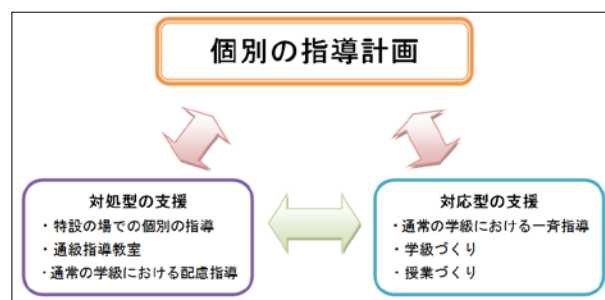 個別の指導計画
対処型の支援
・特設の場での個別の指導
・通級指導教室
・通常の学級における配慮指導
対応型の支援
・通常の学級における一斉指導
・学級づくり
・授業づくり